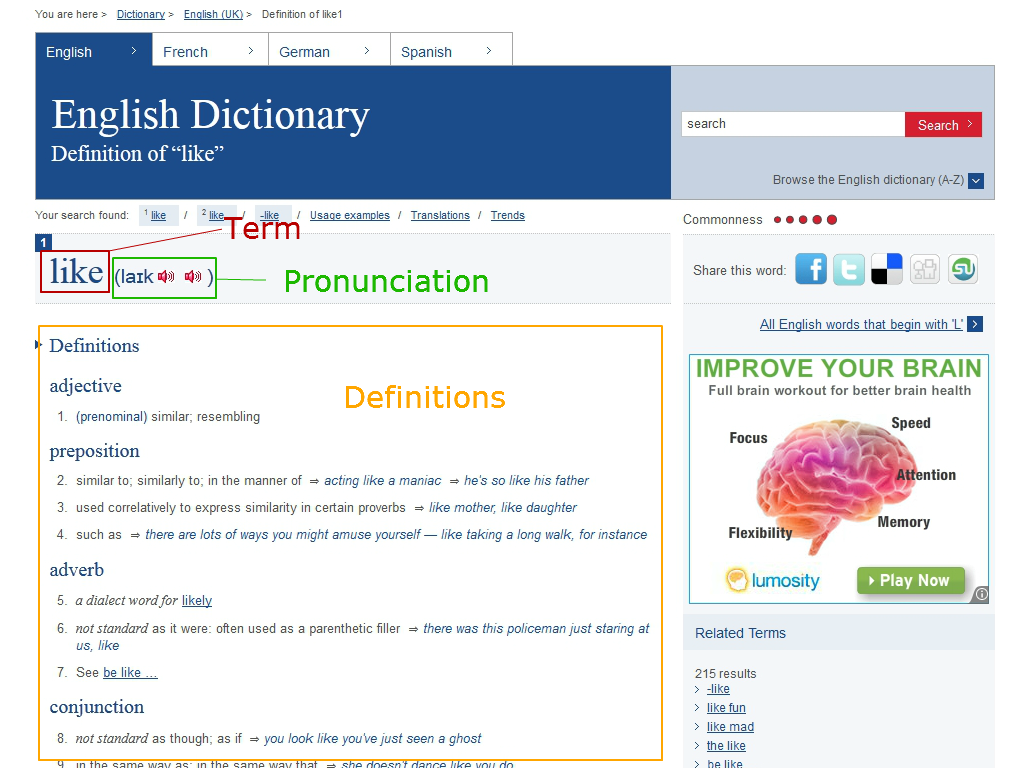 You are here > Dictionary > English (UK) > Definition of like1
English > French > German > Spanish >
English Dictionary
Definition of “like”
search
Search >
Browse the English dictionary (A-Z)
Your search found: 1 like / 2 like / -like / Usage examples / Translations / Trends
Term
1
like (laɪk )
Pronunciation
Definitions
Definitions
adjective
1. (prenominal) similar; resembling
preposition
2. similar to; similarly to; in the manner of ⇒ acting like a maniac ⇒ he's so like his father
3. used correlatively to express similarity in certain proverbs ⇒ like mother, like daughter
4. such as ⇒ there are lots of ways you might amuse yourself — like taking a long walk, for instance
adverb
5. a dialect word for likely
6. not standard as it were: often used as a parenthetic filler ⇒ there was this policeman just staring at
us, like
7. See be like …
conjunction
8. not standard as though; as if ⇒ you look like you've just seen a ghost
9. in the same way as; in the same way that ⇒ she doesn't dance like you do
Commonness
Share this word:
f t
All English words that begin with 'L' >
IMPROVE YOUR BRAIN
Full brain workout for better brain health
Speed
Focus
Attention
Memory
Flexibility
lumosity
Play Now
Related Terms
215 results
> -like
> like fun
> like mad
> the like
> be like